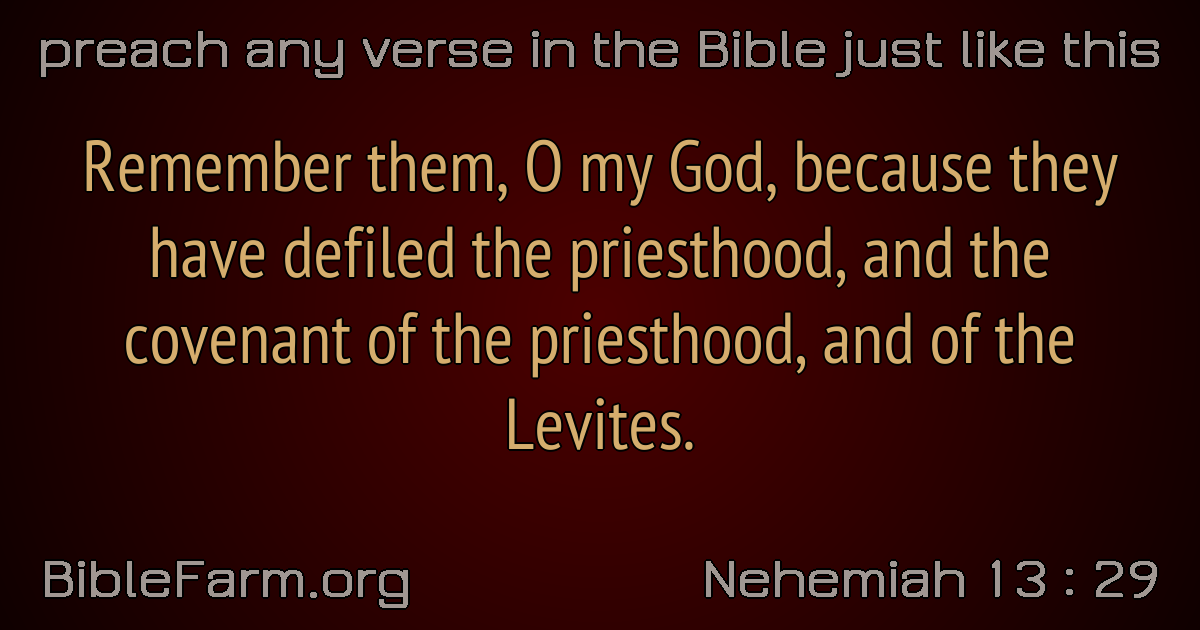 preach any verse in the Bible just like this
Remember them, O my God, because they
have defiled the priesthood, and the
covenant of the priesthood, and of the
Levites.
BibleFarm.org
Nehemiah 13 : 29